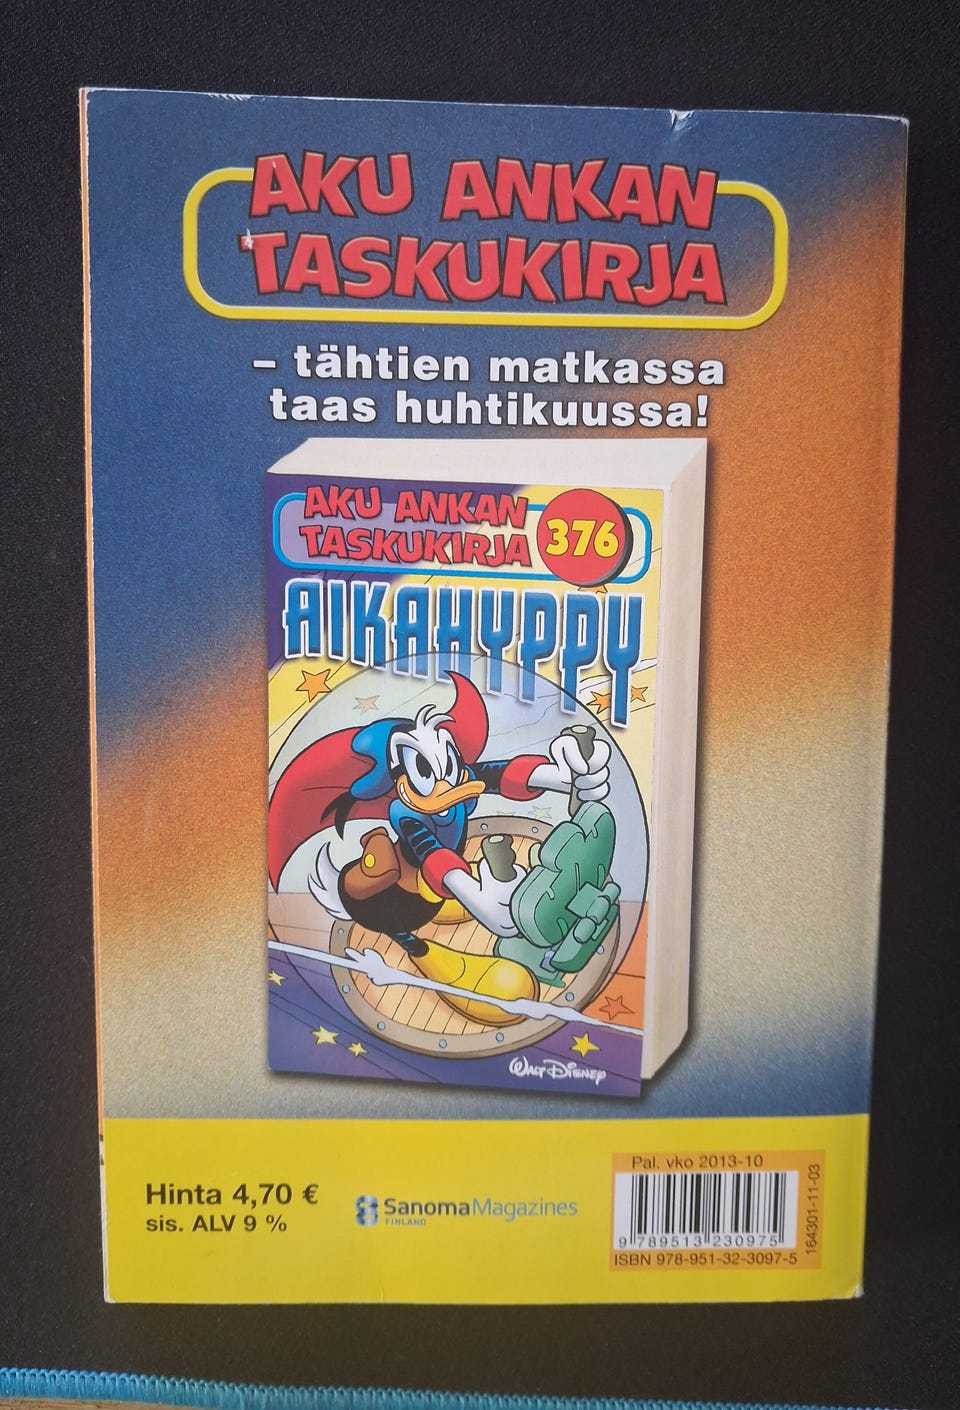 AKU ANKAN
TASKUKIRJA
– tähtien matkassa
taas huhtikuussa!
AKU ANKAN
TASKUKIRJA
376
AIKAHYPPY
WALT DISNEY
Hinta 4,70 €
sis. ALV 9 %
SanomaMagazines
FINLAND
Pal. vko 2013-10
9 789513 230975
ISBN 978-951-32-3097-5
164301-11-03